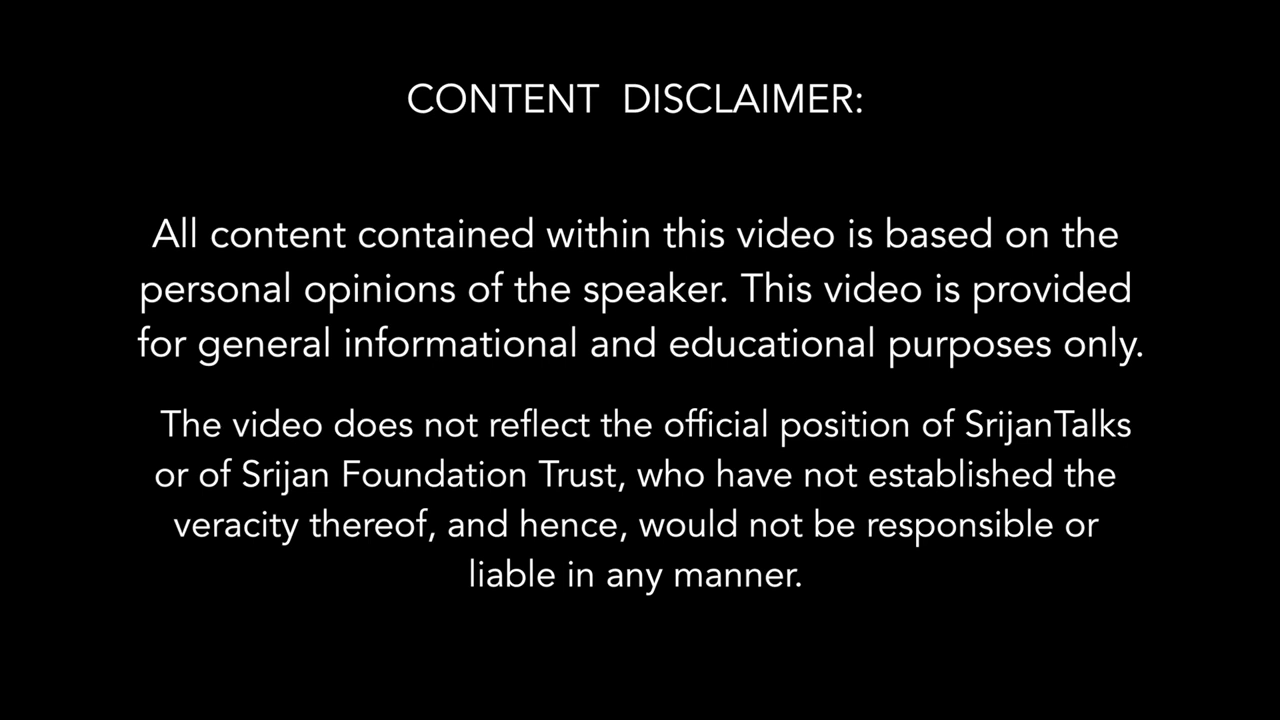 CONTENT DISCLAIMER:
All content contained within this video is based on the
personal opinions of the speaker. This video is provided
for general informational and educational purposes only.
The video does not reflect the official position of SrijanTalks
or of Srijan Foundation Trust, who have not established the
veracity thereof, and hence, would not be responsible or
liable in any manner.